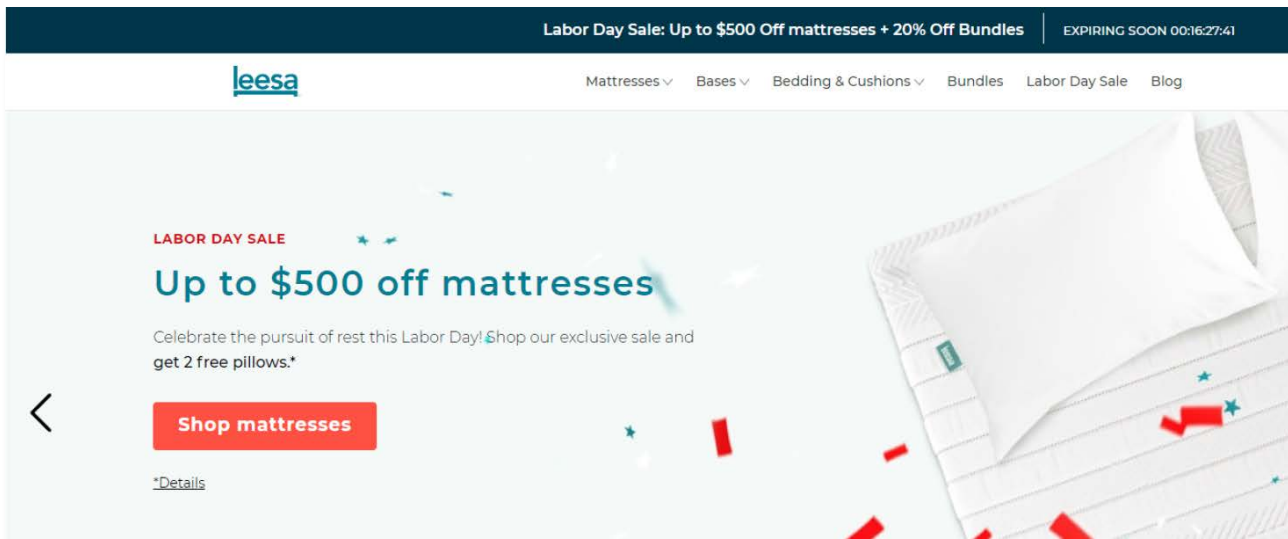 Labor Day Sale: Up to $500 Off mattresses + 20% Off Bundles EXPIRING SOON 00:16:27:41
leesa Mattresses Bases Bedding & Cushions Bundles Labor Day Sale Blog
LABOR DAY SALE
Up to $500 off mattresses
Celebrate the pursuit of rest this Labor Day! Shop our exclusive sale and
get 2 free pillows.*
leesa
Shop mattresses
*Details